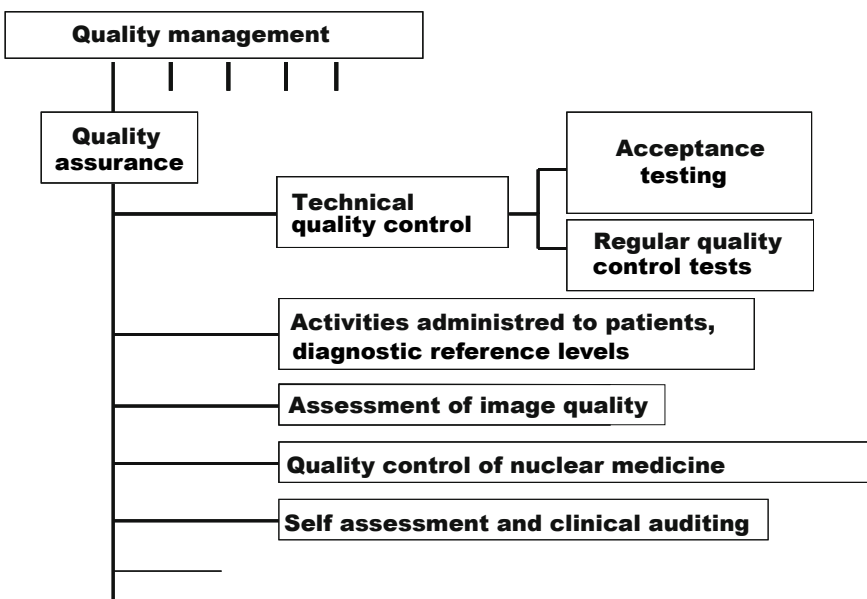 Quality management
Quality
assurance
Technical
quality control
Acceptance
testing
Regular quality
control tests
Activities administred to patients,
diagnostic reference levels
Assessment of image quality
Quality control of nuclear medicine
Self assessment and clinical auditing